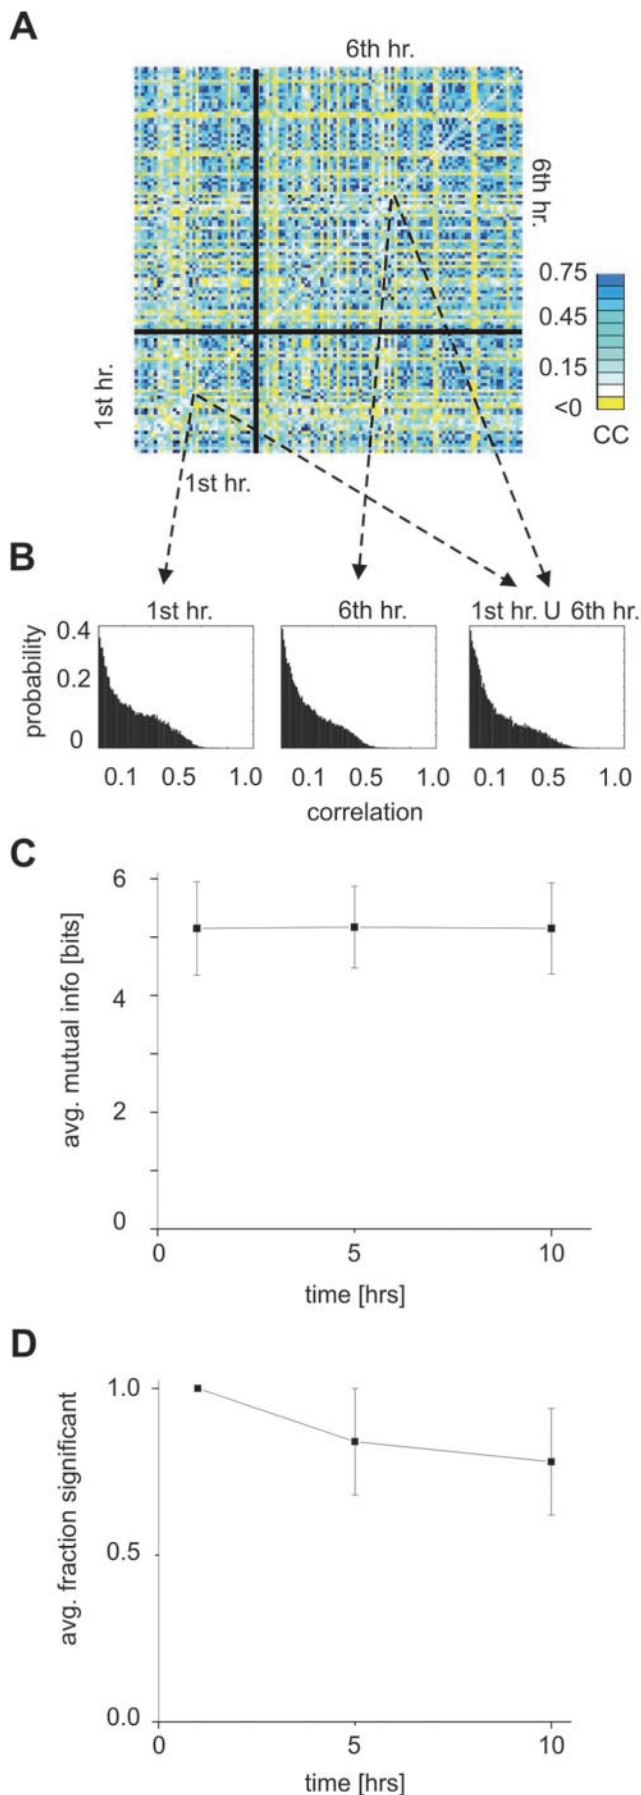 A
6th hr.
6th hr.
0.75
0.45
0.15
<0
CC
1st hr.
1st hr.
B
1st hr.
6th hr.
1st hr. U 6th hr.
probability
0.4
0.2
0
0.1 0.5 1.0
0.1 0.5 1.0
0.1 0.5 1.0
correlation
C
avg. mutual info [bits]
6
4
2
0
0 5 10
time [hrs]
D
avg. fraction significant
1.0
0.5
0.0
0 5 10
time [hrs]